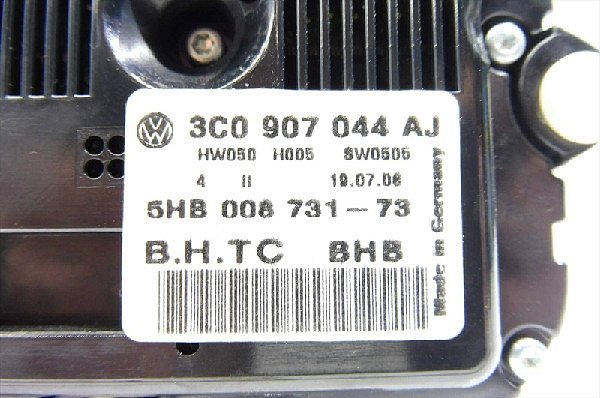 3C0 907 044 AJ
HW050 H005 SW0505
4 II 19.07.06
5HB 008 731-73
B.H.TC BHB
Made in Germany